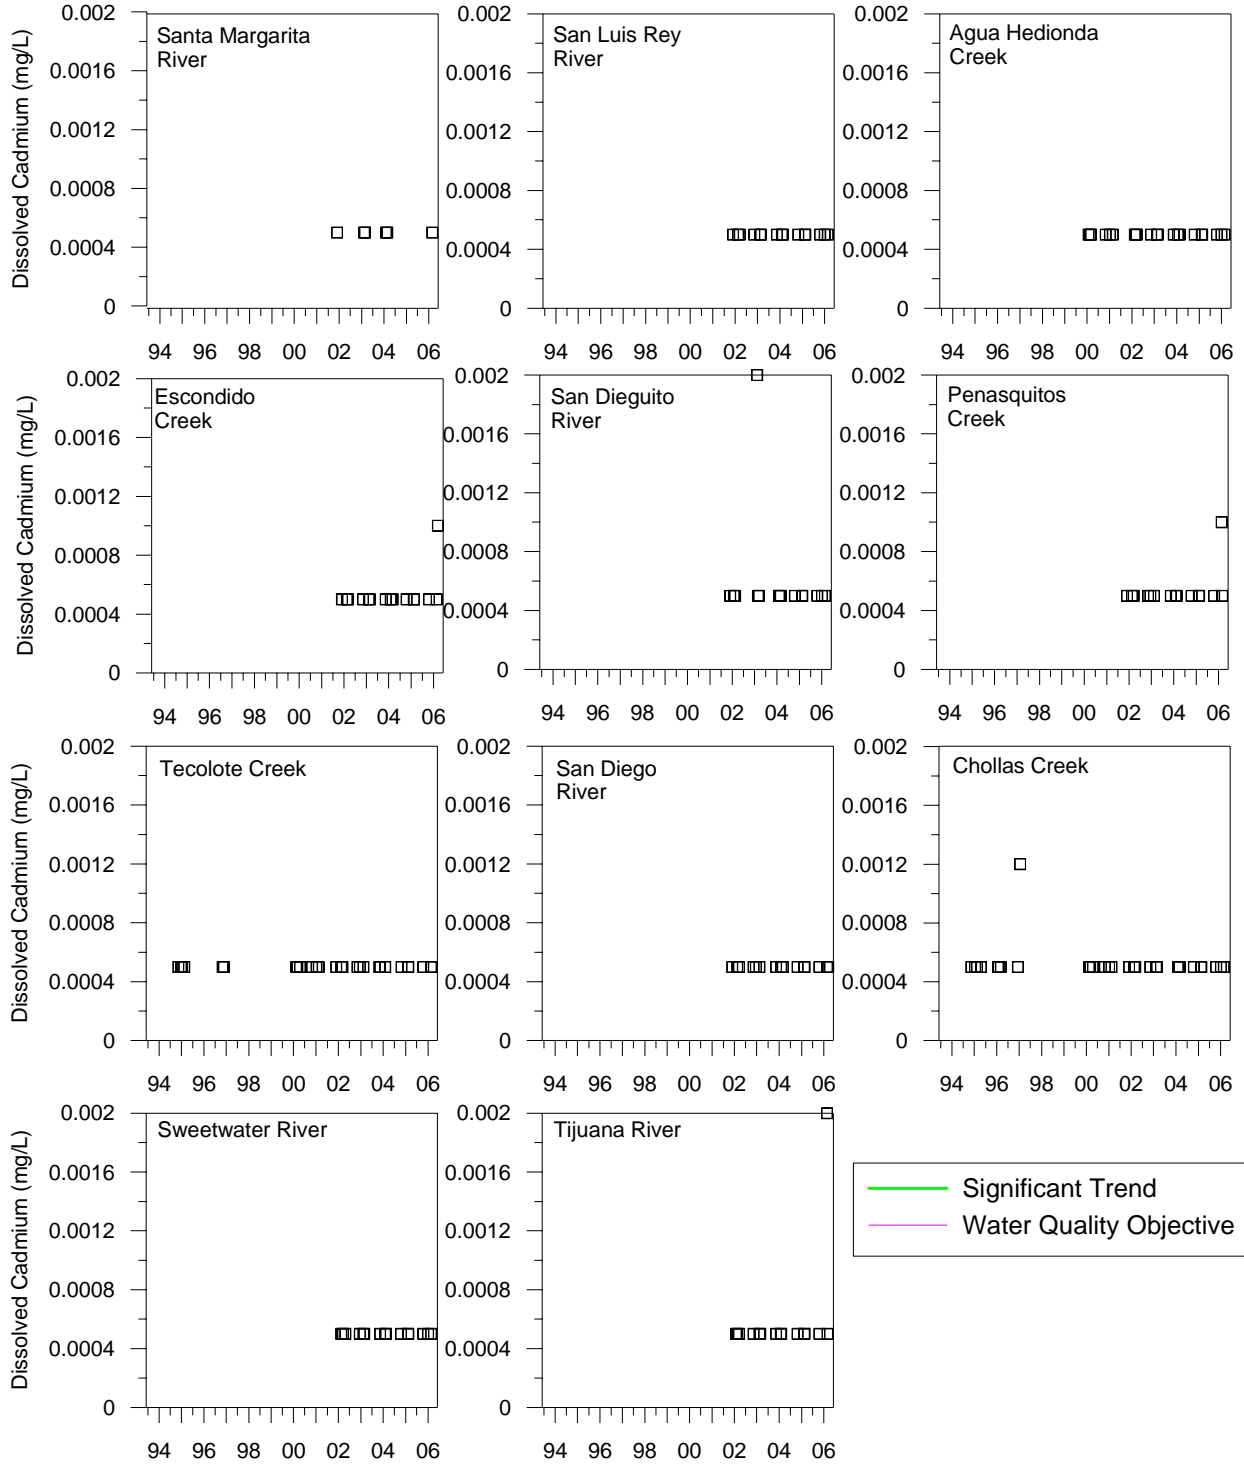 Dissolved Cadmium (mg/L)
0.002
0.0016
0.0012
0.0008
0.0004
0
Santa Margarita
River
94 96 98 00 02 04 06
0.002
0.0016
0.0012
0.0008
0.0004
0
San Luis Rey
River
94 96 98 00 02 04 06
0.002
0.0016
0.0012
0.0008
0.0004
0
Agua Hedionda
Creek
94 96 98 00 02 04 06
Dissolved Cadmium (mg/L)
0.002
0.0016
0.0012
0.0008
0.0004
0
Escondido
Creek
94 96 98 00 02 04 06
0.002
0.0016
0.0012
0.0008
0.0004
0
San Dieguito
River
94 96 98 00 02 04 06
0.002
0.0016
0.0012
0.0008
0.0004
0
Penasquitos
Creek
94 96 98 00 02 04 06
Dissolved Cadmium (mg/L)
0.002
0.0016
0.0012
0.0008
0.0004
0
Tecolote Creek
94 96 98 00 02 04 06
0.002
0.0016
0.0012
0.0008
0.0004
0
San Diego
River
94 96 98 00 02 04 06
0.002
0.0016
0.0012
0.0008
0.0004
0
Chollas Creek
94 96 98 00 02 04 06
Dissolved Cadmium (mg/L)
0.002
0.0016
0.0012
0.0008
0.0004
0
Sweetwater River
94 96 98 00 02 04 06
0.002
0.0016
0.0012
0.0008
0.0004
0
Tijuana River
94 96 98 00 02 04 06
Significant Trend
Water Quality Objective